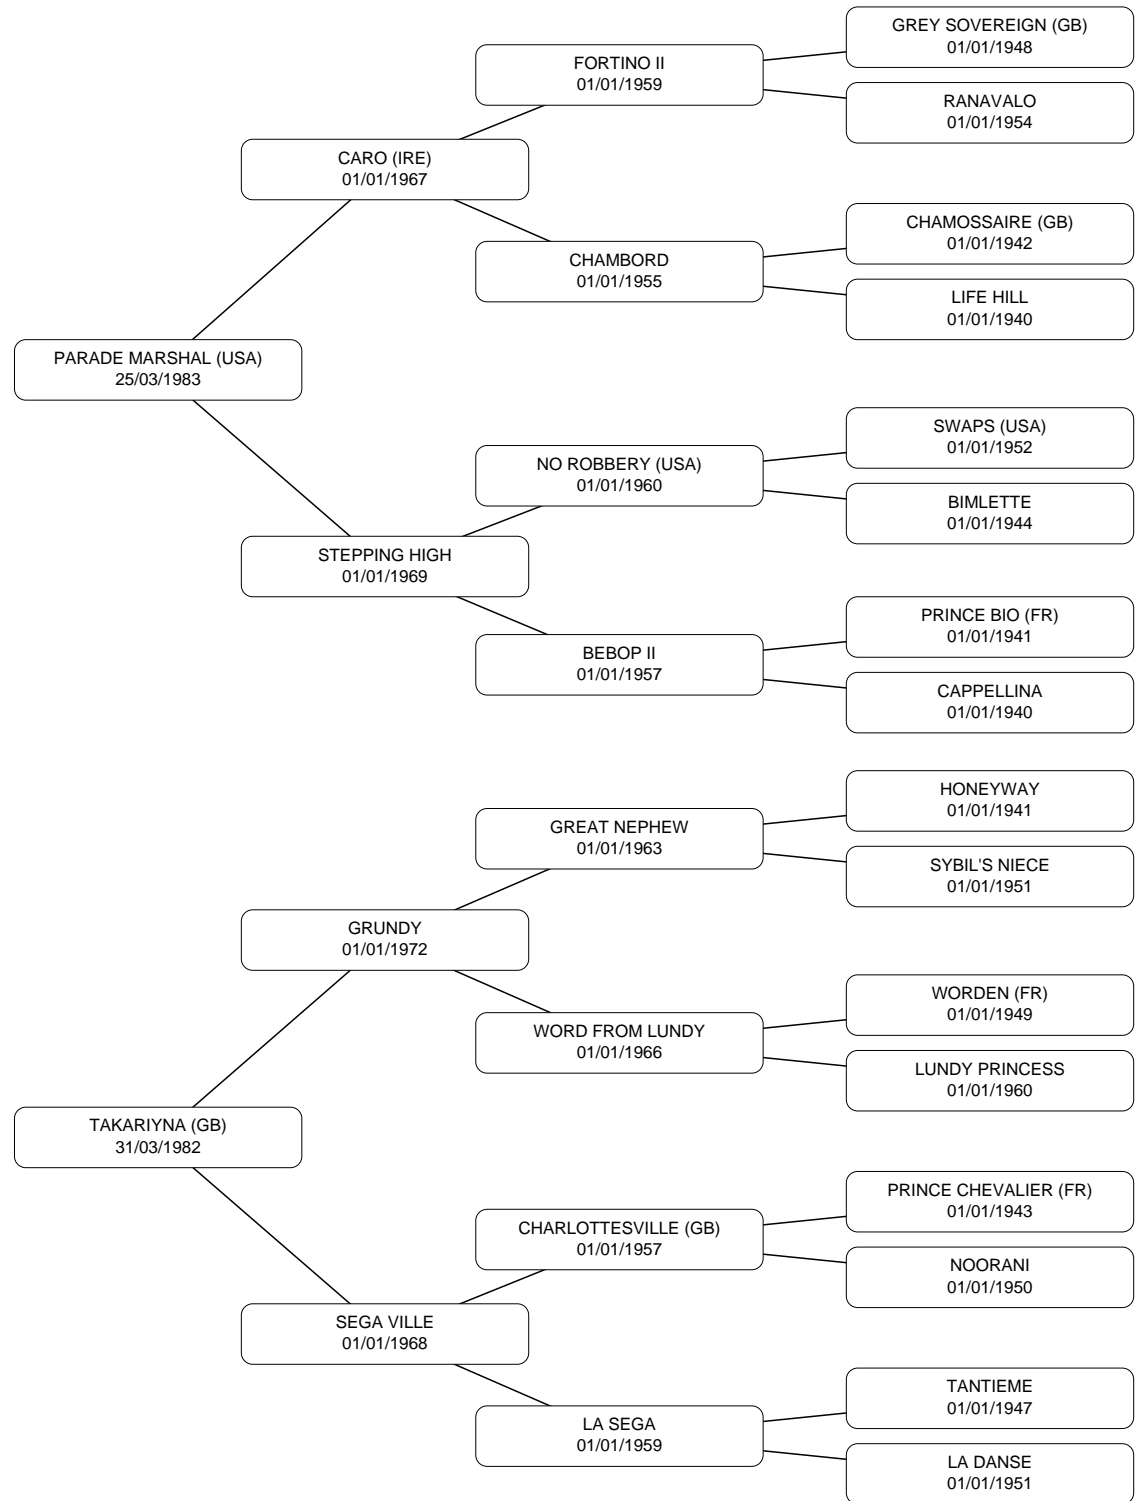 GREY SOVEREIGN (GB)
01/01/1948
FORTINO II
01/01/1959
RANAVALO
01/01/1954
CARO (IRE)
01/01/1967
CHAMOSSAIRE (GB)
01/01/1942
CHAMBORD
01/01/1955
LIFE HILL
01/01/1940
PARADE MARSHAL (USA)
25/03/1983
SWAPS (USA)
01/01/1952
NO ROBBERY (USA)
01/01/1960
BIMLETTE
01/01/1944
STEPPING HIGH
01/01/1969
PRINCE BIO (FR)
01/01/1941
BEBOP II
01/01/1957
CAPPELLINA
01/01/1940
HONEYWAY
01/01/1941
GREAT NEPHEW
01/01/1963
SYBIL'S NIECE
01/01/1951
GRUNDY
01/01/1972
WORDEN (FR)
01/01/1949
WORD FROM LUNDY
01/01/1966
LUNDY PRINCESS
01/01/1960
TAKARIYNA (GB)
31/03/1982
PRINCE CHEVALIER (FR)
01/01/1943
CHARLOTTESVILLE (GB)
01/01/1957
NOORANI
01/01/1950
SEGA VILLE
01/01/1968
TANTIEME
01/01/1947
LA SEGA
01/01/1959
LA DANSE
01/01/1951